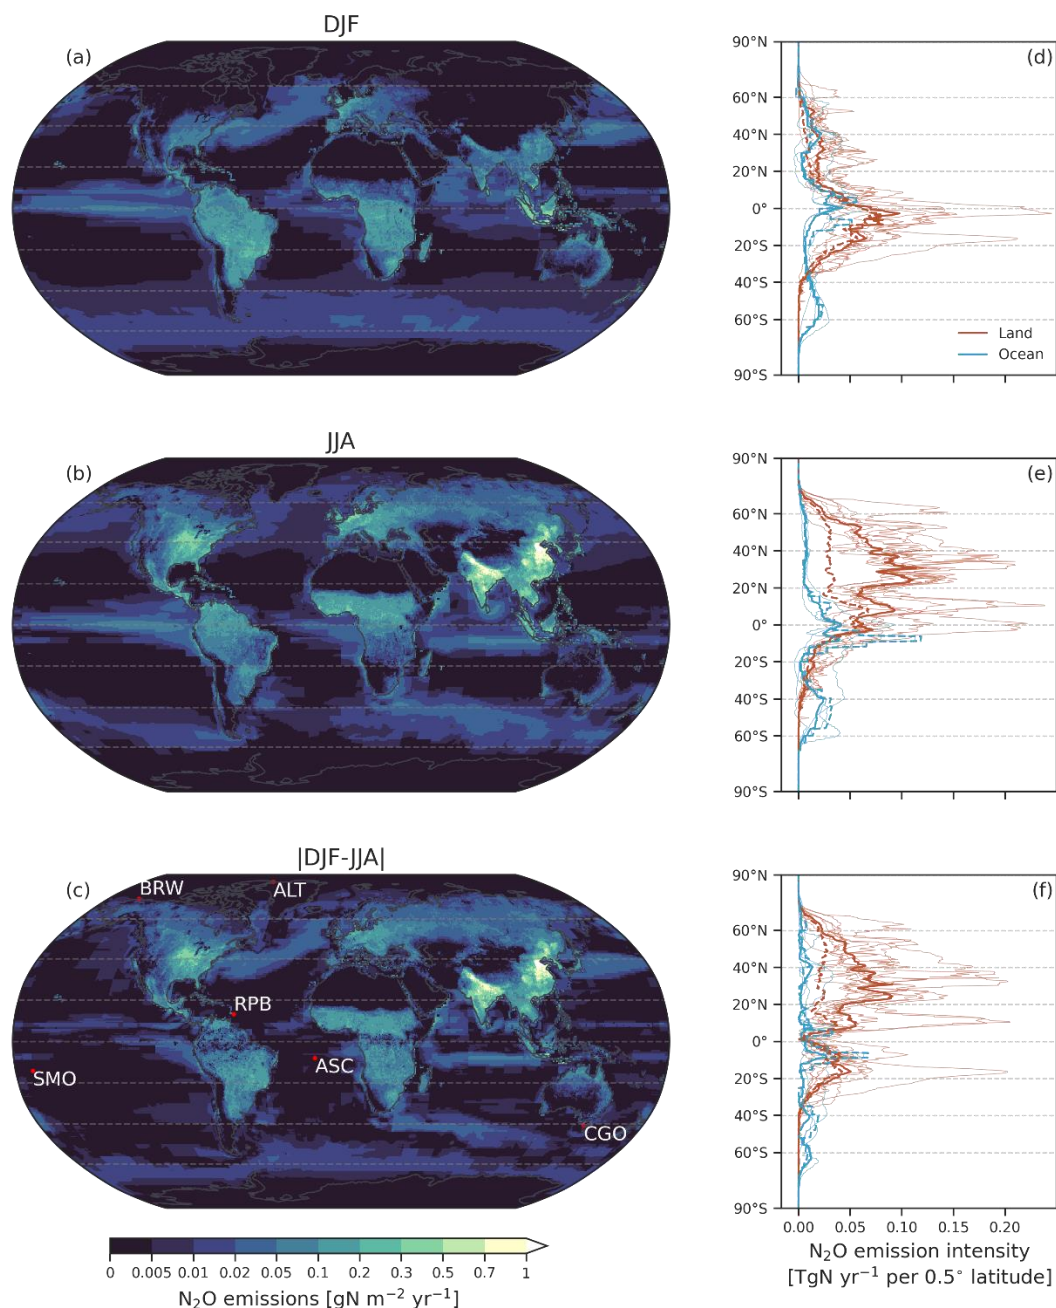 DJF
(a)
(d)
90°N
60°N
40°N
20°N
0°
20°S
40°S
60°S
90°S
Land
Ocean
JJA
(b)
(e)
90°N
60°N
40°N
20°N
0°
20°S
40°S
60°S
90°S
|DJF-JJA|
(c)
BRW
ALT
RPB
ASC
SMO
CGO
(f)
90°N
60°N
40°N
20°N
0°
20°S
40°S
60°S
90°S
0.00 0.05 0.10 0.15 0.20
N₂O emission intensity
[TgN yr⁻¹ per 0.5° latitude]
0 0.005 0.01 0.02 0.05 0.1 0.2 0.3 0.5 0.7 1
N₂O emissions [gN m⁻² yr⁻¹]